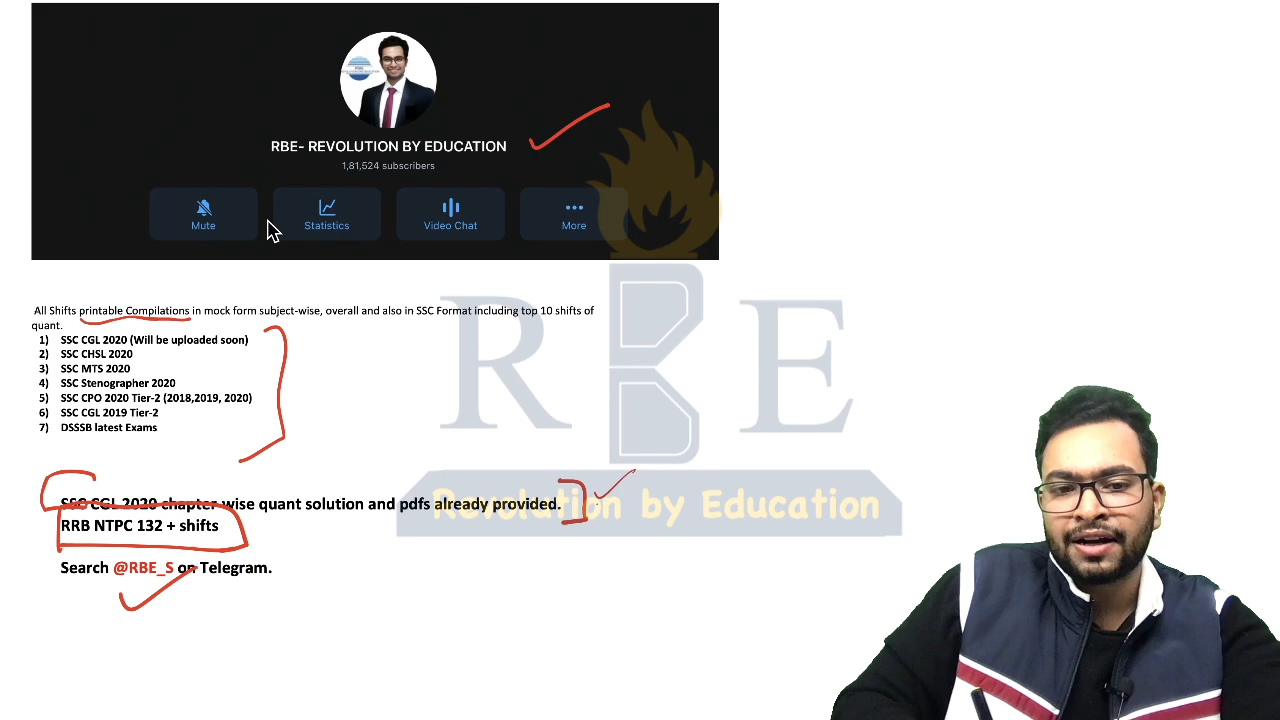 RBE- REVOLUTION BY EDUCATION
1,81,524 subscribers
Mute
Statistics
Video Chat
More
All Shifts printable Compilations in mock form subject-wise, overall and also in SSC Format including top 10 shifts of
quant.
1) SSC CGL 2020 (Will be uploaded soon)
2) SSC CHSL 2020
3) SSC MTS 2020
4) SSC Stenographer 2020
5) SSC CPO 2020 Tier-2 (2018,2019, 2020)
6) SSC CGL 2019 Tier-2
7) DSSSB latest Exams
SSC CGL 2020 chapter wise quant solution and pdfs already provided.
RRB NTPC 132 + shifts
Search @RBE_S on Telegram.
RBE
Revolution by Education